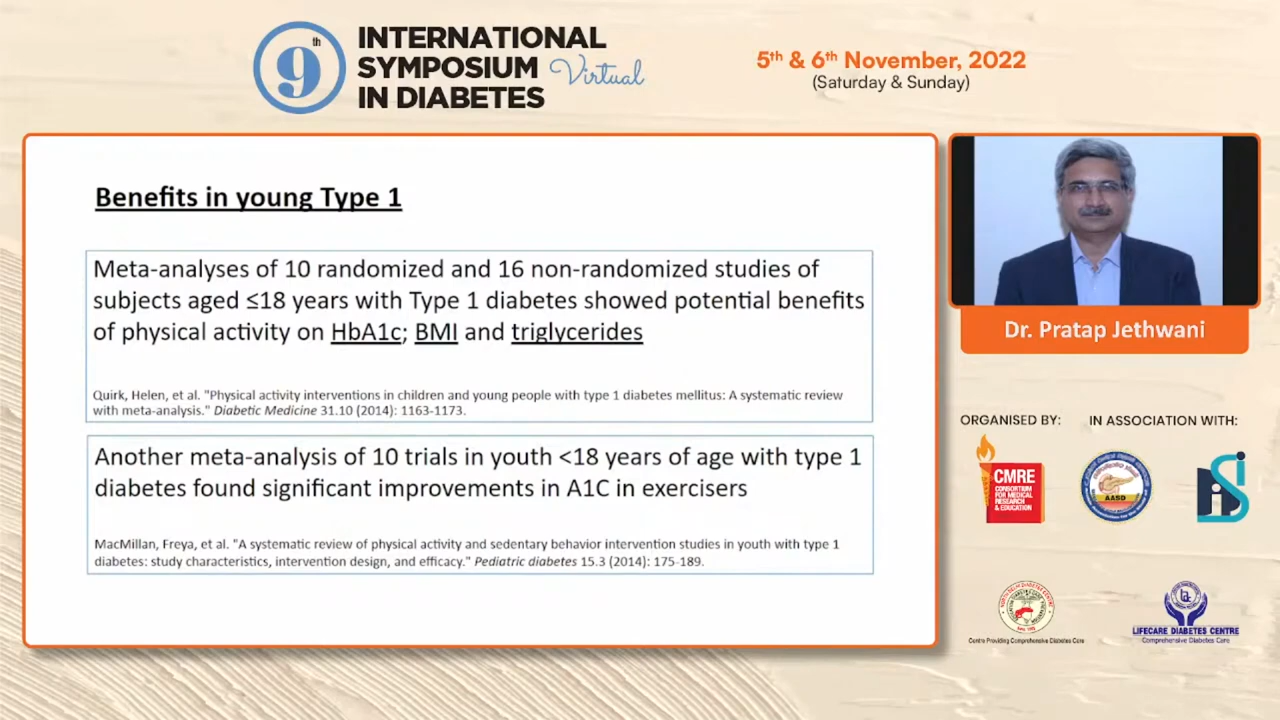 9th
INTERNATIONAL
SYMPOSIUM Virtual
IN DIABETES
5th & 6th November, 2022
(Saturday & Sunday)
Benefits in young Type 1
Meta-analyses of 10 randomized and 16 non-randomized studies of
subjects aged ≤18 years with Type 1 diabetes showed potential benefits
of physical activity on HbA1c; BMI and triglycerides
Quirk, Helen, et al. "Physical activity interventions in children and young people with type 1 diabetes mellitus: A systematic review
with meta-analysis." Diabetic Medicine 31.10 (2014): 1163-1173.
Another meta-analysis of 10 trials in youth <18 years of age with type 1
diabetes found significant improvements in A1C in exercisers
MacMillan, Freya, et al. "A systematic review of physical activity and sedentary behavior intervention studies in youth with type 1
diabetes: study characteristics, intervention design, and efficacy." Pediatric diabetes 15.3 (2014): 175-189.
Dr. Pratap Jethwani
ORGANISED BY:
IN ASSOCIATION WITH:
CMRE
CONSORTIUM
FOR MEDICAL
RESEARCH
& EDUCATION
AASD
Centre Providing Comprehensive Diabetes Care
LIFECARE DIABETES CENTRE
Comprehensive Diabetes Care